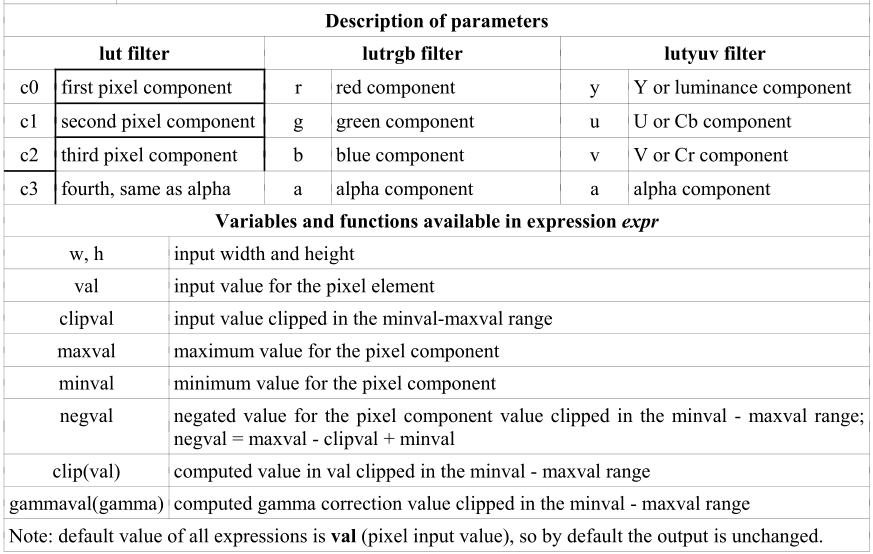 Description of parameters
lut filter lutrgb filter lutyuv filter
c0 first pixel component r red component y Y or luminance component
c1 second pixel component g green component u U or Cb component
c2 third pixel component b blue component v V or Cr component
c3 fourth, same as alpha a alpha component a alpha component
Variables and functions available in expression expr
w, h input width and height
val input value for the pixel element
clipval input value clipped in the minval-maxval range
maxval maximum value for the pixel component
minval minimum value for the pixel component
negval negated value for the pixel component value clipped in the minval - maxval range;
negval = maxval - clipval + minval
clip(val) computed value in val clipped in the minval - maxval range
gammaval(gamma) computed gamma correction value clipped in the minval - maxval range
Note: default value of all expressions is val (pixel input value), so by default the output is unchanged.